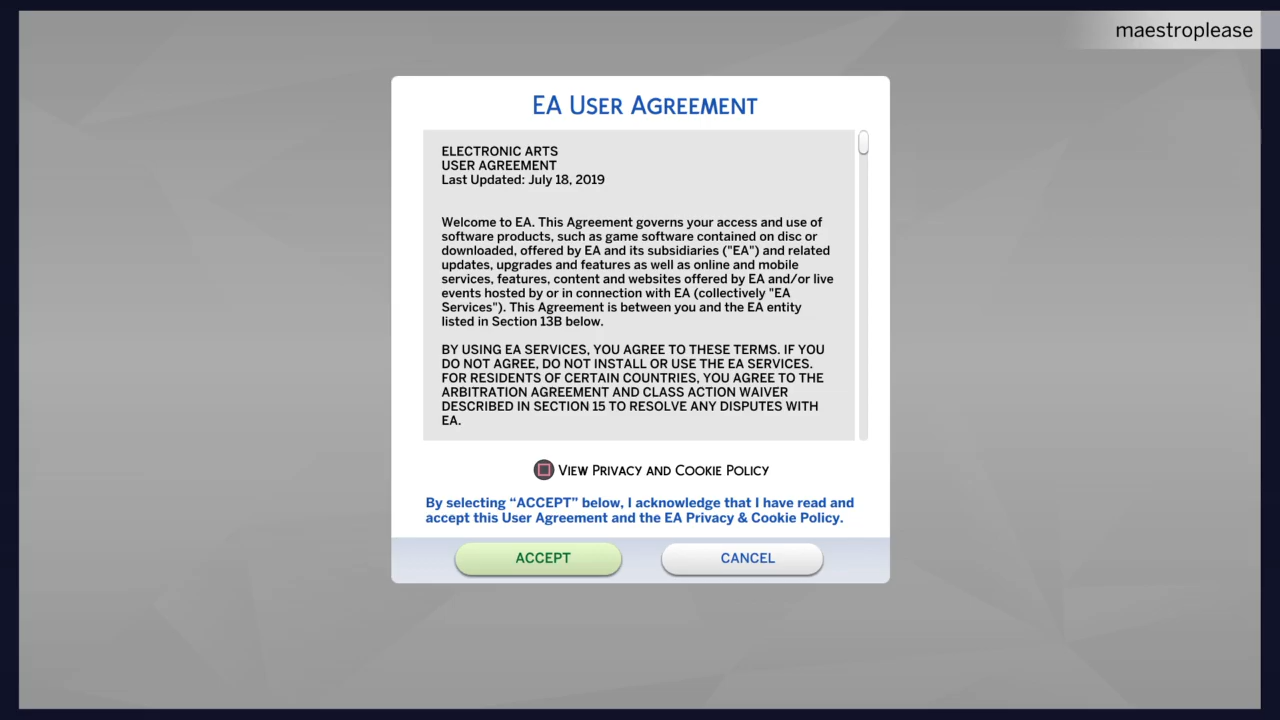 maestroplease
EA USER AGREEMENT
ELECTRONIC ARTS
USER AGREEMENT
Last Updated: July 18, 2019
Welcome to EA. This Agreement governs your access and use of
software products, such as game software contained on disc or
downloaded, offered by EA and its subsidiaries ("EA") and related
updates, upgrades and features as well as online and mobile
services, features, content and websites offered by EA and/or live
events hosted by or in connection with EA (collectively "EA
Services"). This Agreement is between you and the EA entity
listed in Section 13B below.
BY USING EA SERVICES, YOU AGREE TO THESE TERMS. IF YOU
DO NOT AGREE, DO NOT INSTALL OR USE THE EA SERVICES.
FOR RESIDENTS OF CERTAIN COUNTRIES, YOU AGREE TO THE
ARBITRATION AGREEMENT AND CLASS ACTION WAIVER
DESCRIBED IN SECTION 15 TO RESOLVE ANY DISPUTES WITH
EA.
VIEW PRIVACY AND COOKIE POLICY
By selecting “ACCEPT” below, I acknowledge that I have read and
accept this User Agreement and the EA Privacy & Cookie Policy.
ACCEPT
CANCEL